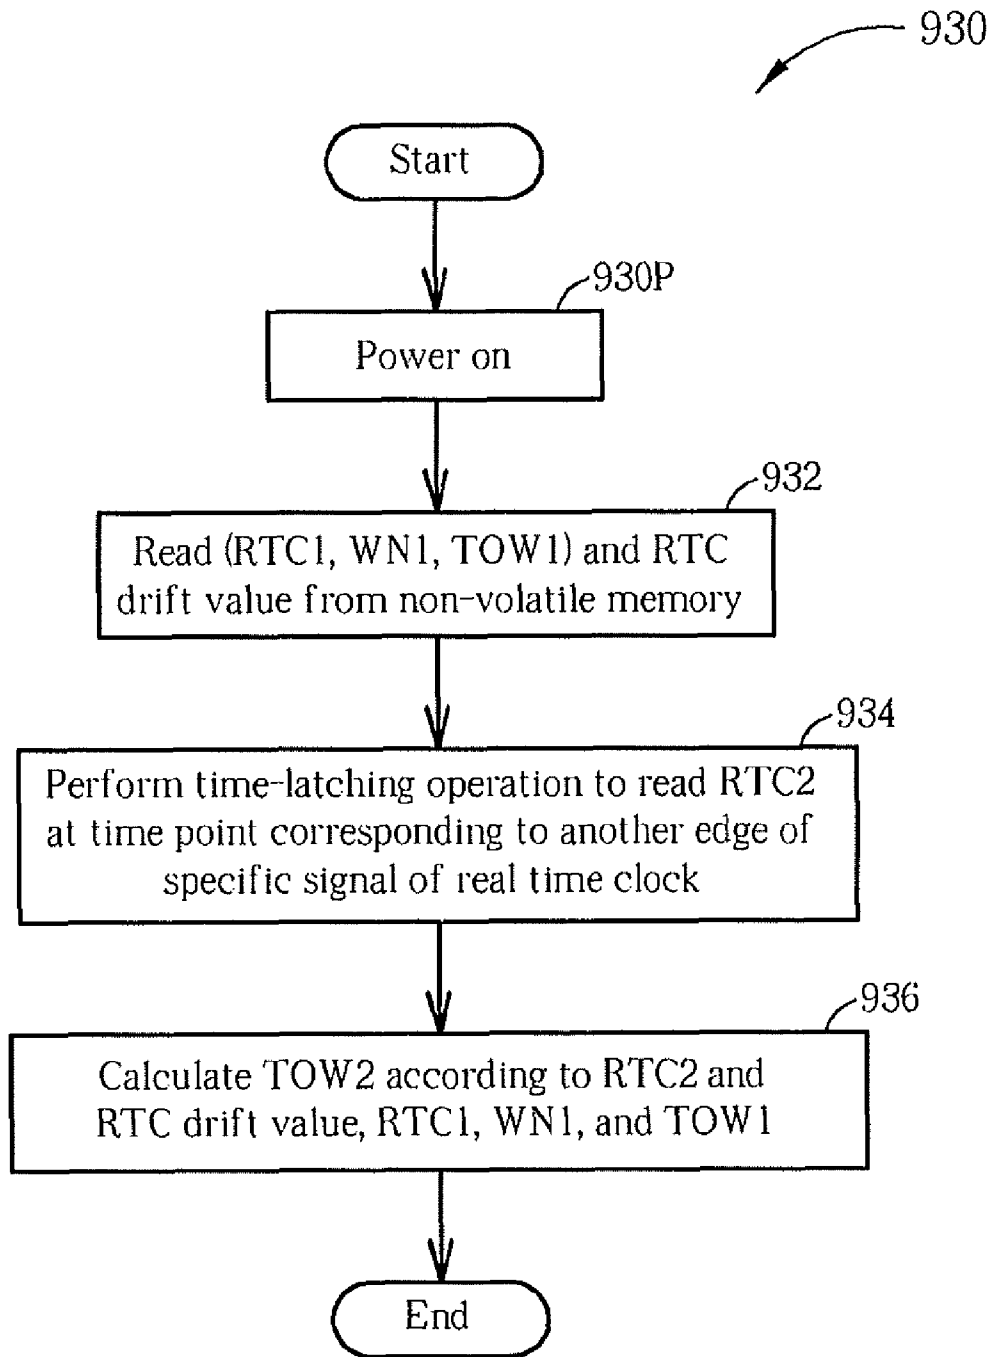 930
Start
930P
Power on
932
Read (RTC1, WN1, TOW1) and RTC
drift value from non-volatile memory
934
Perform time-latching operation to read RTC2
at time point corresponding to another edge of
specific signal of real time clock
936
Calculate TOW2 according to RTC2 and
RTC drift value, RTC1, WN1, and TOW1
End